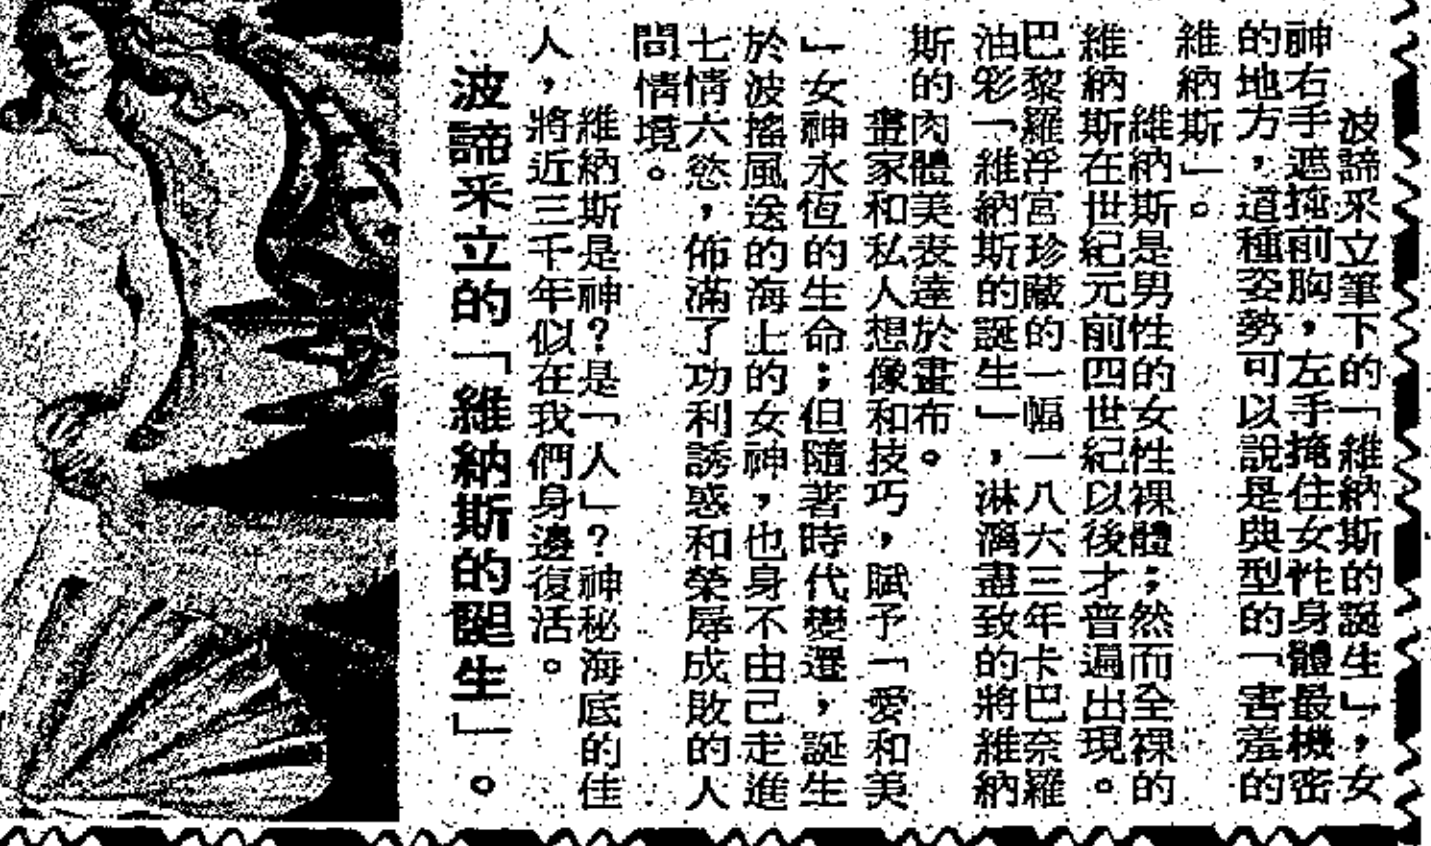 波諦采立筆下的「維納斯的誕生」,女
神右手遮掩前胸,左手掩住女性身體最機密
的地方,這種姿勢可以說是典型的「害羞的
維納斯」。
維納斯是男性的女性裸體;然而全裸的
維納斯在世紀元前四世紀以後才普遍出現。
巴黎羅浮宮珍藏的一幅一八六三年卡巴奈羅
油彩「維納斯的誕生」,淋漓盡致的將維納
斯的肉體美表達於畫布。
畫家和私人想像和技巧,賦予「愛和美
」女神永恆的生命;但隨著時代變遷,誕生
於波搖風送的海上的女神,也身不由己走進
七情六慾,佈滿了功利誘惑和榮辱成敗的人
間情境。
維納斯是神?是「人」?神秘海底的佳
人,將近三千年似在我們身邊復活。
波諦采立的「維納斯的誕生」。